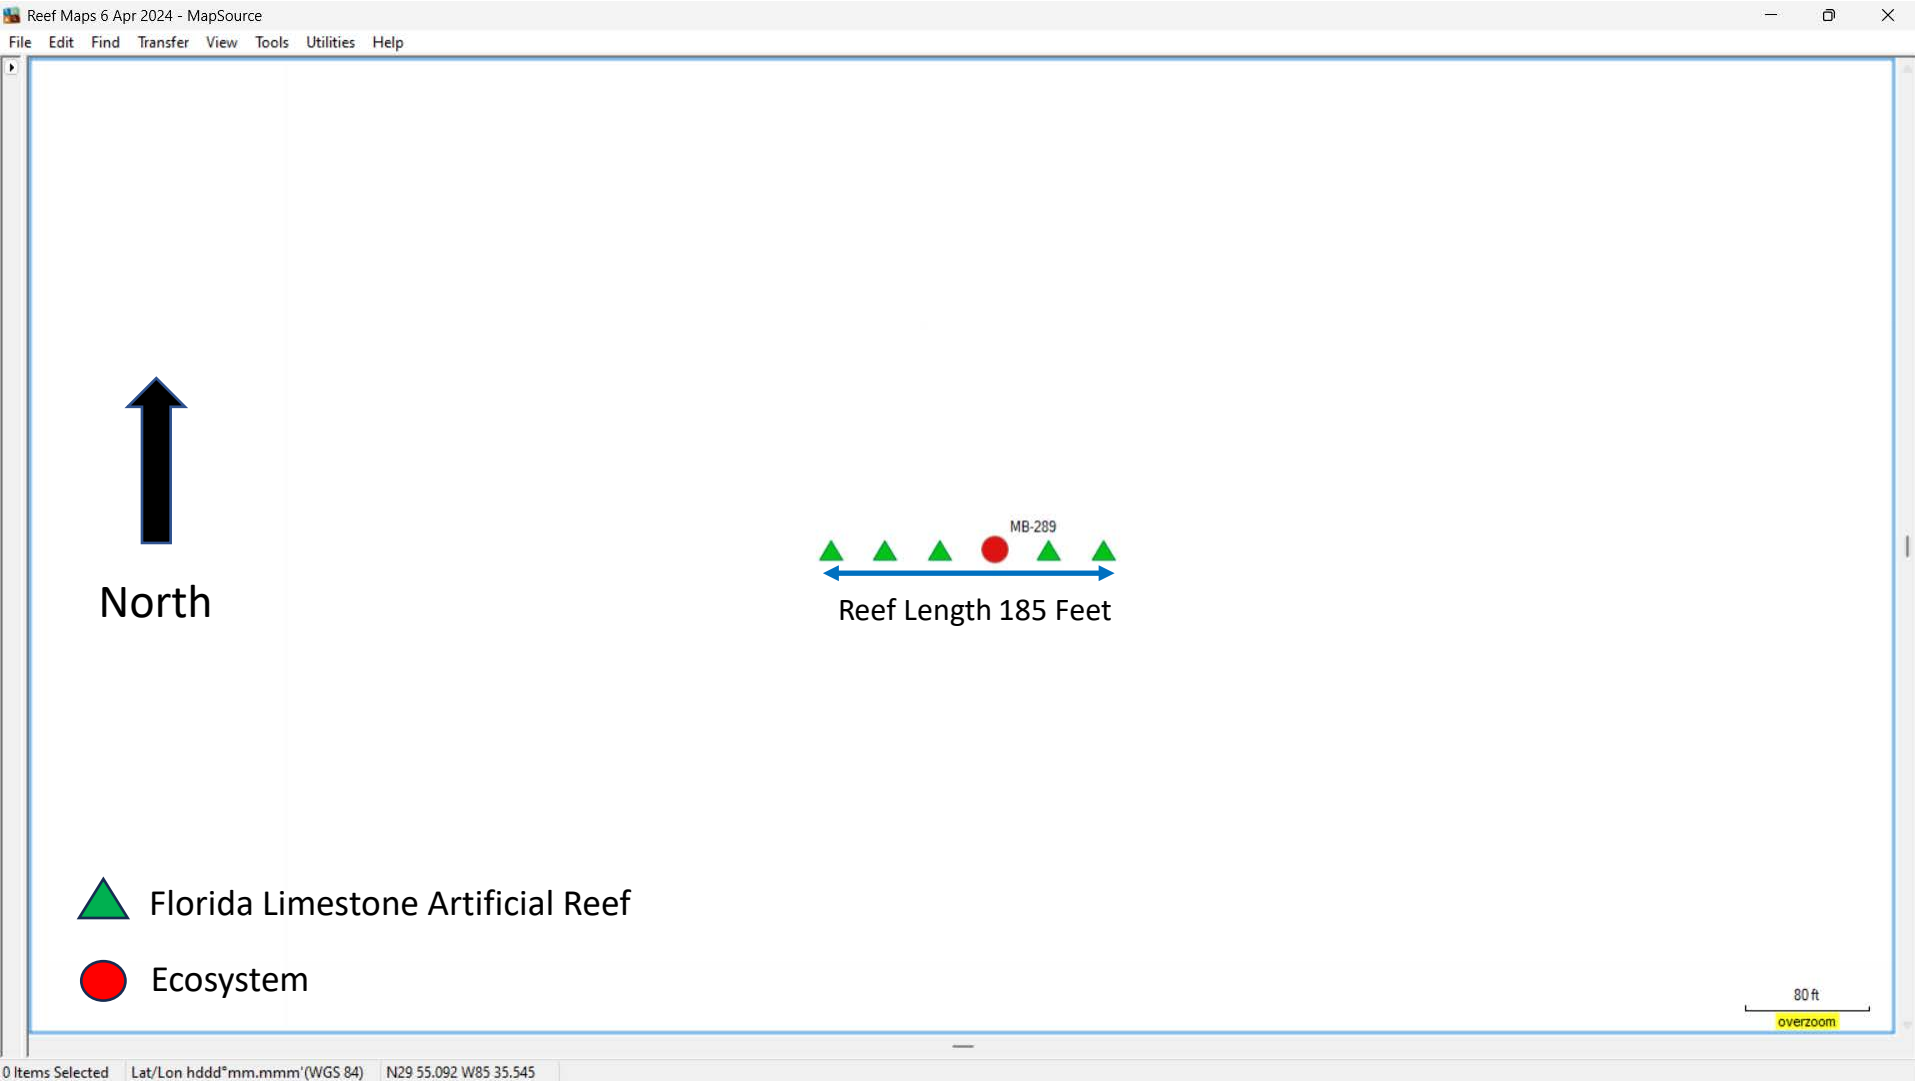 Reef Maps 6 Apr 2024 - MapSource
File Edit Find Transfer View Tools Utilities Help
MB-289
Reef Length 185 Feet
North
Florida Limestone Artificial Reef
Ecosystem
80 ft
overzoom
0 Items Selected Lat/Lon hddd°mm.mmm'(WGS 84) N29 55.092 W85 35.545